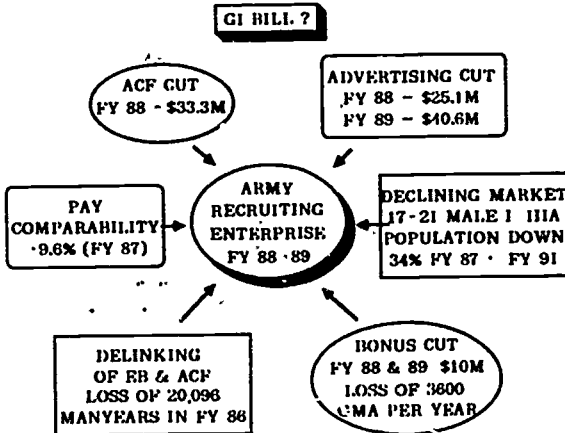 GI BILL ?
ACF CUT
FY 88 - $33.3M
ADVERTISING CUT
FY 88 - $25.1M
FY 89 - $40.6M
ARMY
RECRUITING
ENTERPRISE
FY 88 - 89
PAY
COMPARABILITY
-9.6% (FY 87)
DECLINING MARKET
17-21 MALE I IIIA
POPULATION DOWN
34% FY 87 - FY 91
DELINKING
OF EB & ACF
LOSS OF 20,096
MANYEARS IN FY 86
BONUS CUT
FY 88 & 89 $10M
LOSS OF 3600
GMA PER YEAR